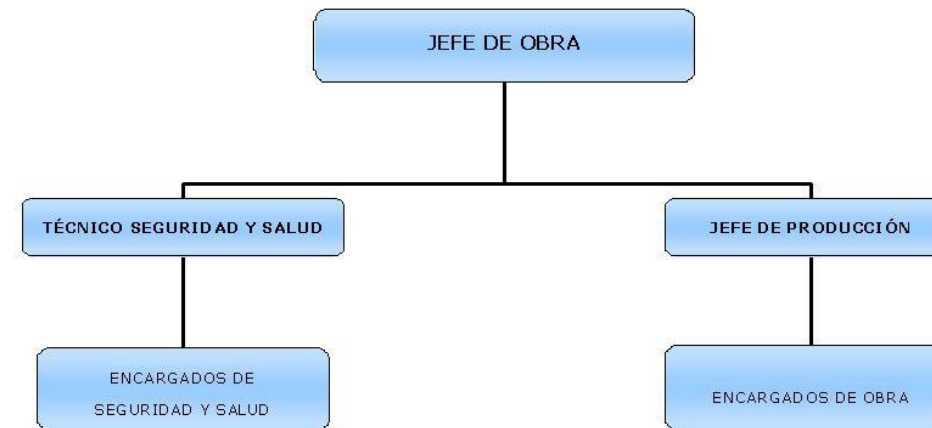 JEFE DE OBRA
TÉCNICO SEGURIDAD Y SALUD
JEFE DE PRODUCCIÓN
ENCARGADOS DE
SEGURIDAD Y SALUD
ENCARGADOS DE OBRA